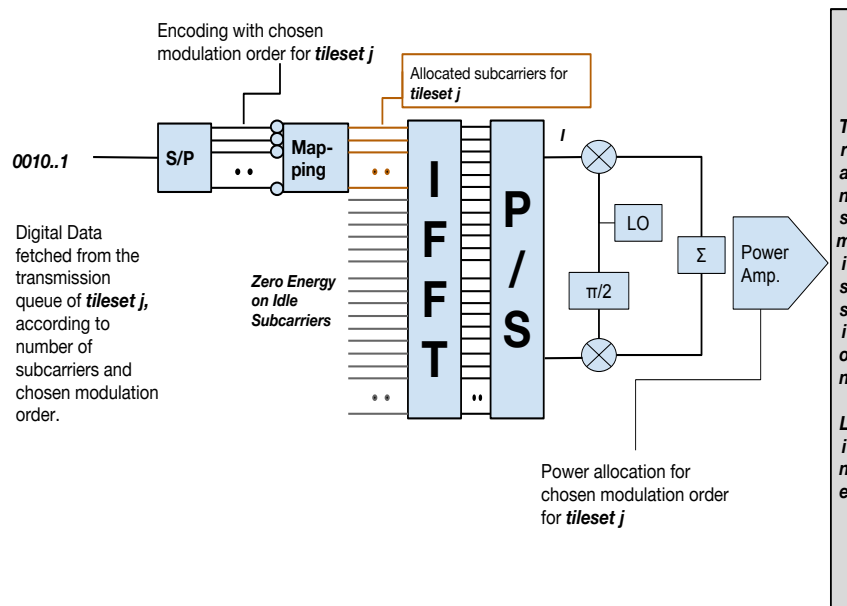 Encoding with chosen
modulation order for tileset j
Allocated subcarriers for
tileset j
0010..1
S/P
Map-
ping
I
F
F
T
P
/
S
I
LO
π/2
Σ
Power
Amp.
Transmission
Line
Digital Data
fetched from the
transmission
queue of tileset j,
according to
number of
subcarriers and
chosen modulation
order.
Zero Energy
on Idle
Subcarriers
Power allocation for
chosen modulation order
for tileset j